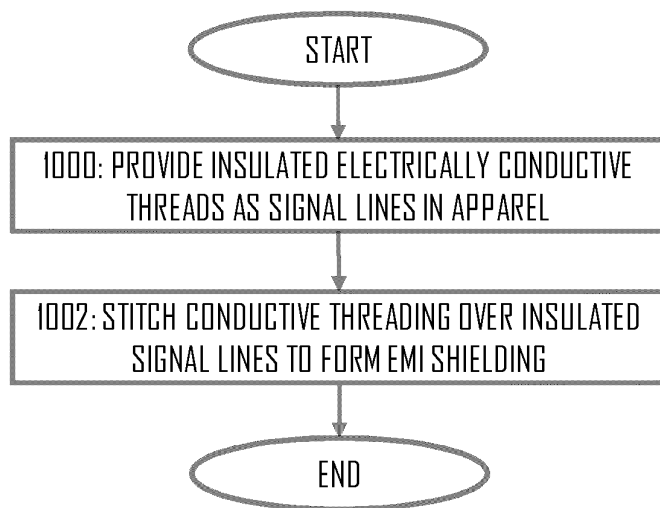 START
1000: PROVIDE INSULATED ELECTRICALLY CONDUCTIVE
THREADS AS SIGNAL LINES IN APPAREL
1002: STITCH CONDUCTIVE THREADING OVER INSULATED
SIGNAL LINES TO FORM EMI SHIELDING
END